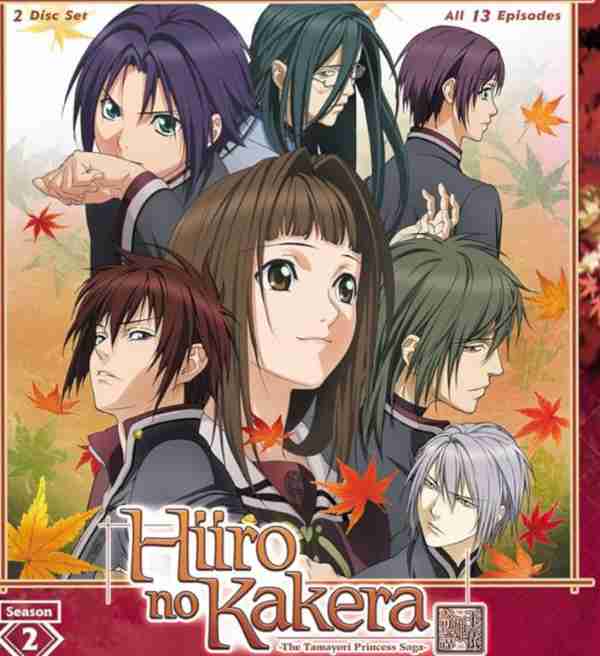 2 Disc Set
All 13 Episodes
Hiiro
no Kakera
-The Tamayori Princess Saga-
Season
2